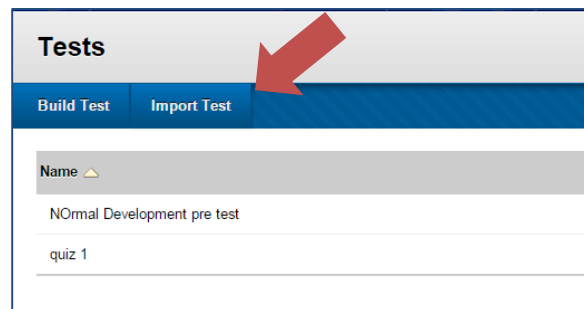 Tests
Build Test Import Test
Name
NOrmal Development pre test
quiz 1